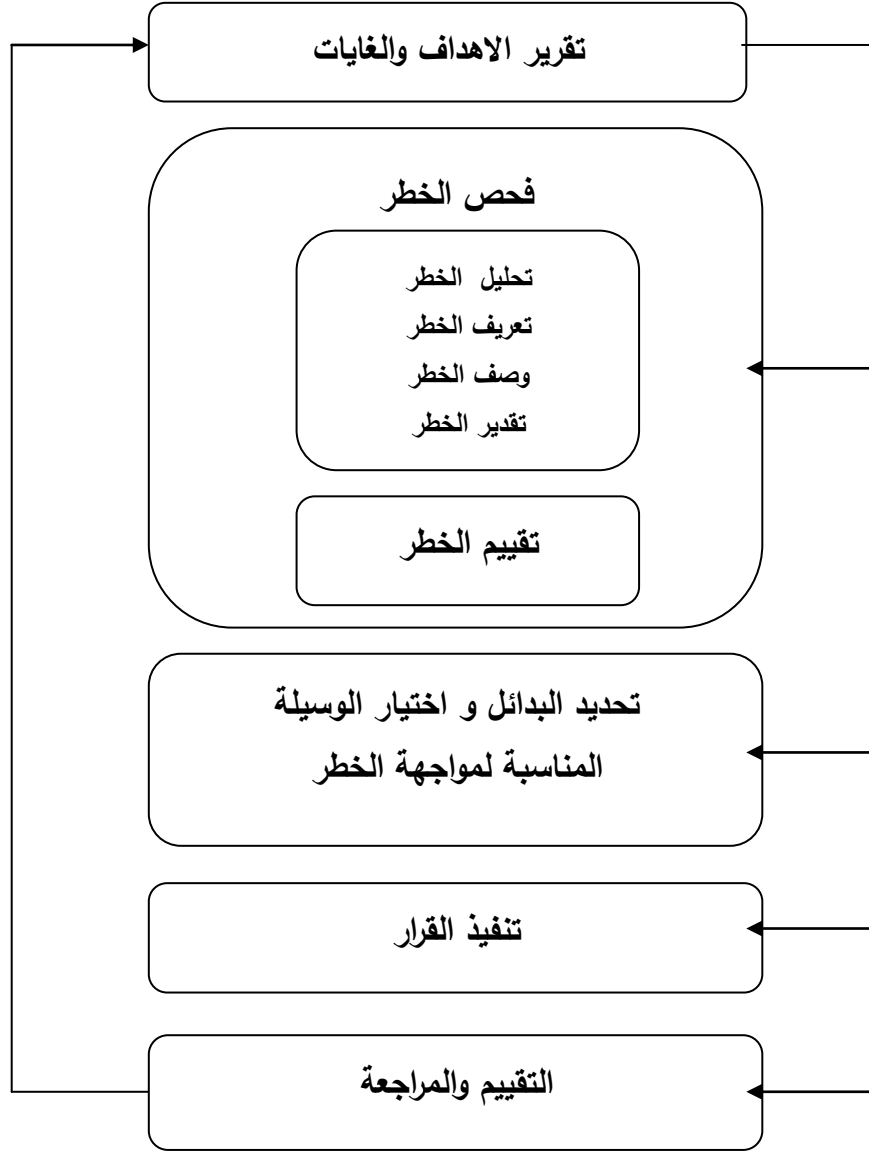 تقرير الاهداف والغايات
فحص الخطر
تحليل الخطر
تعريف الخطر
وصف الخطر
تقدير الخطر
تقييم الخطر
تحديد البدائل و اختيار الوسيلة
المناسبة لمواجهة الخطر
تنفيذ القرار
التقييم والمراجعة